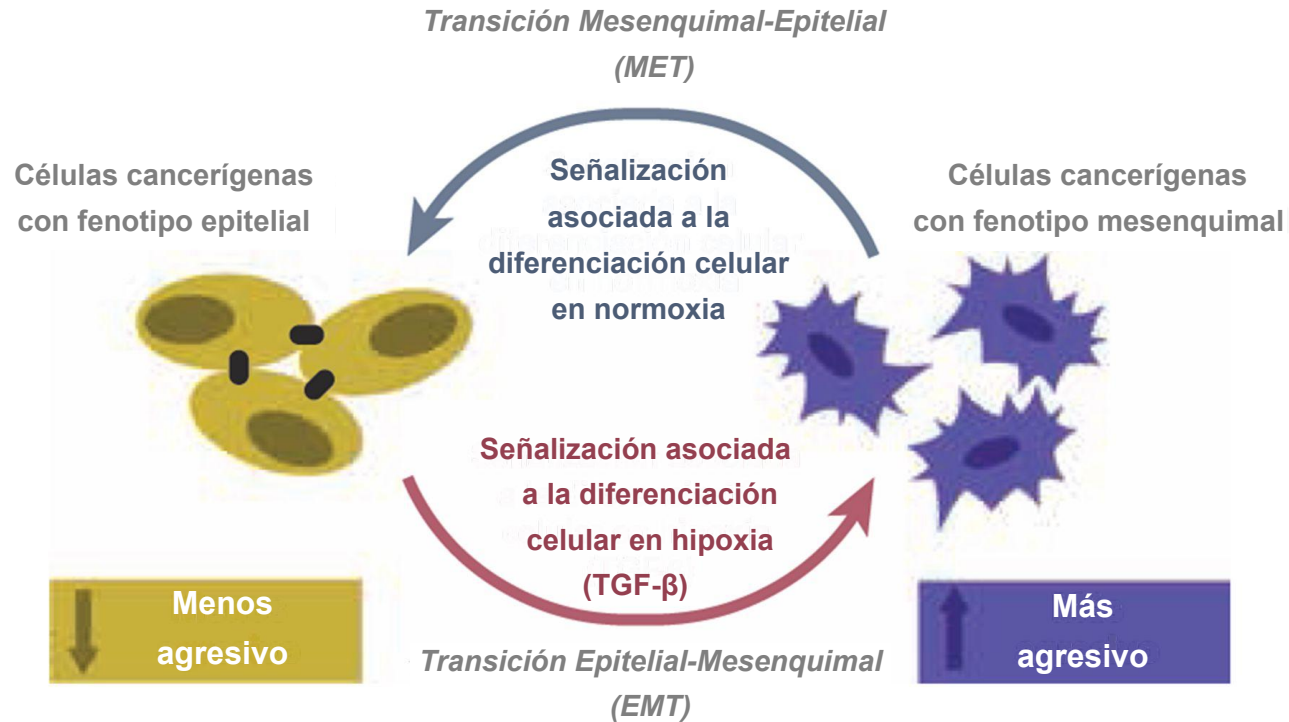 Transición Mesenquimal-Epitelial
(MET)
Células cancerígenas
con fenotipo epitelial
Señalización
asociada a la
diferenciación celular
en normoxia
Células cancerígenas
con fenotipo mesenquimal
Señalización asociada
a la diferenciación
celular en hipoxia
(TGF-β)
Menos
agresivo
Más
agresivo
Transición Epitelial-Mesenquimal
(EMT)